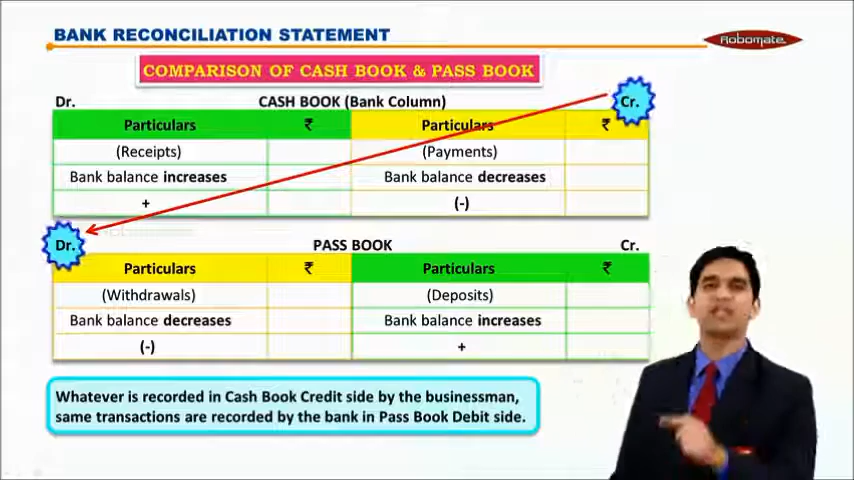 BANK RECONCILIATION STATEMENT
Robomate
COMPARISON OF CASH BOOK & PASS BOOK
Dr. CASH BOOK (Bank Column) Cr.
Particulars ₹ Particulars ₹
(Receipts) (Payments)
Bank balance increases Bank balance decreases
+ (-)
Dr. PASS BOOK Cr.
Particulars ₹ Particulars ₹
(Withdrawals) (Deposits)
Bank balance decreases Bank balance increases
(-) +
Whatever is recorded in Cash Book Credit side by the businessman,
same transactions are recorded by the bank in Pass Book Debit side.